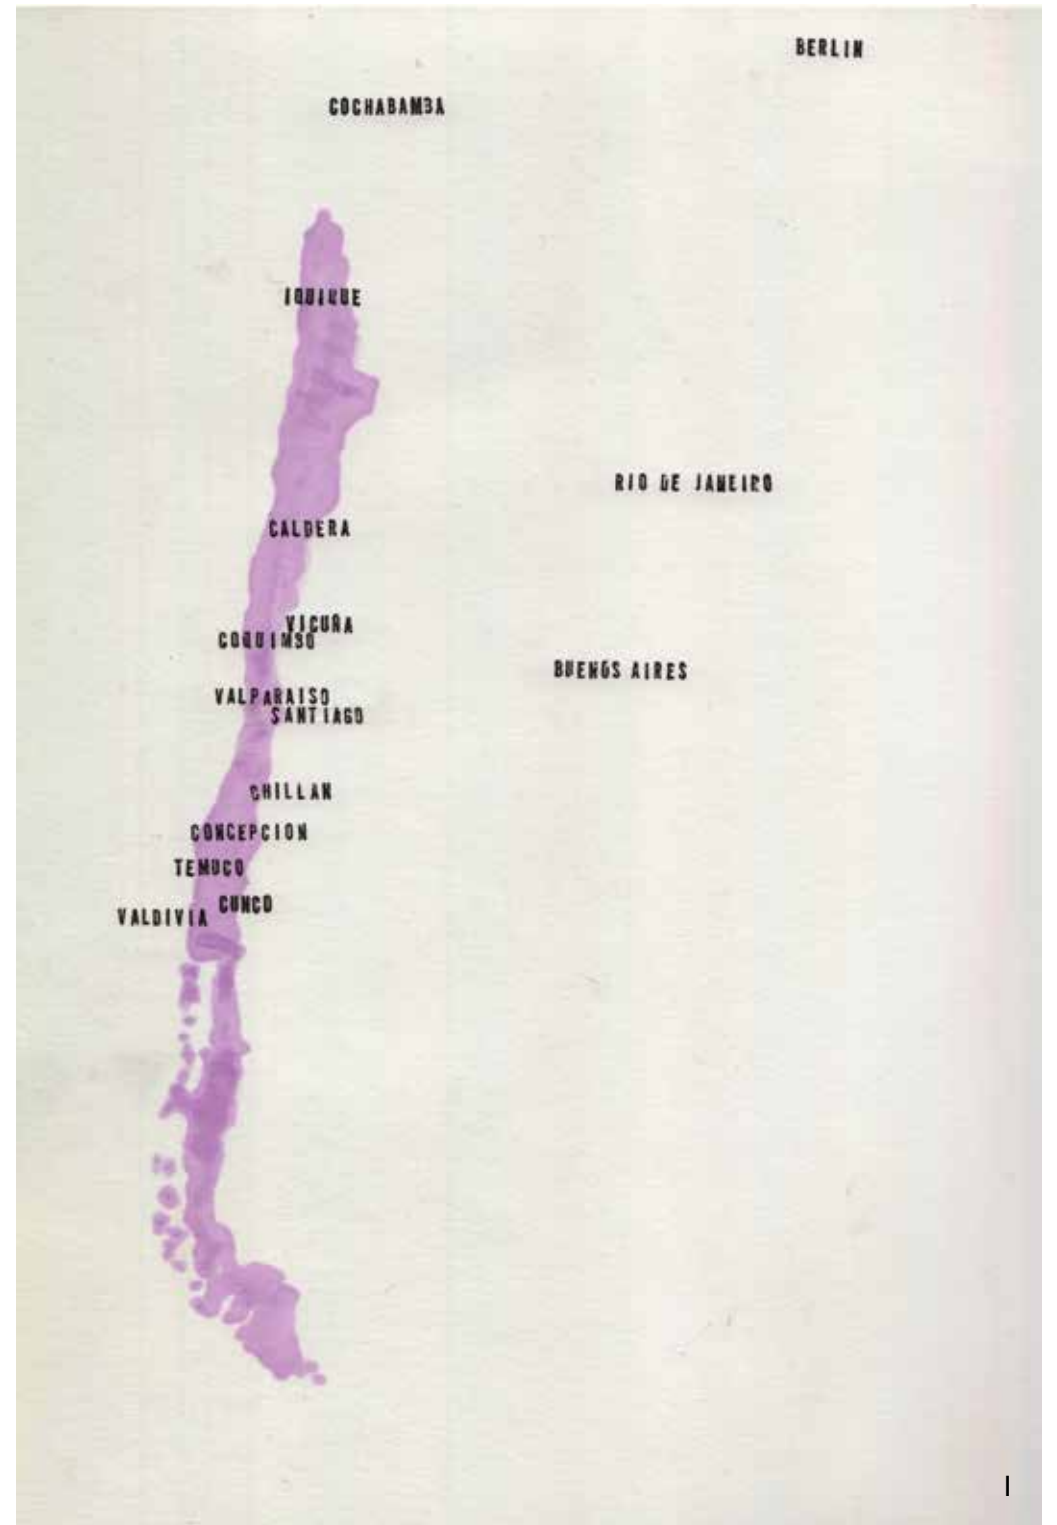 BERLIN
COCHABAMBA
IQUIQUE
RIO DE JANEIRO
CALDERA
VICUÑA
COQUIMBO
BUENOS AIRES
VALPARAISO
SANTIAGO
CHILLAN
CONCEPCION
TEMUCO
CUNCO
VALDIVIA
I